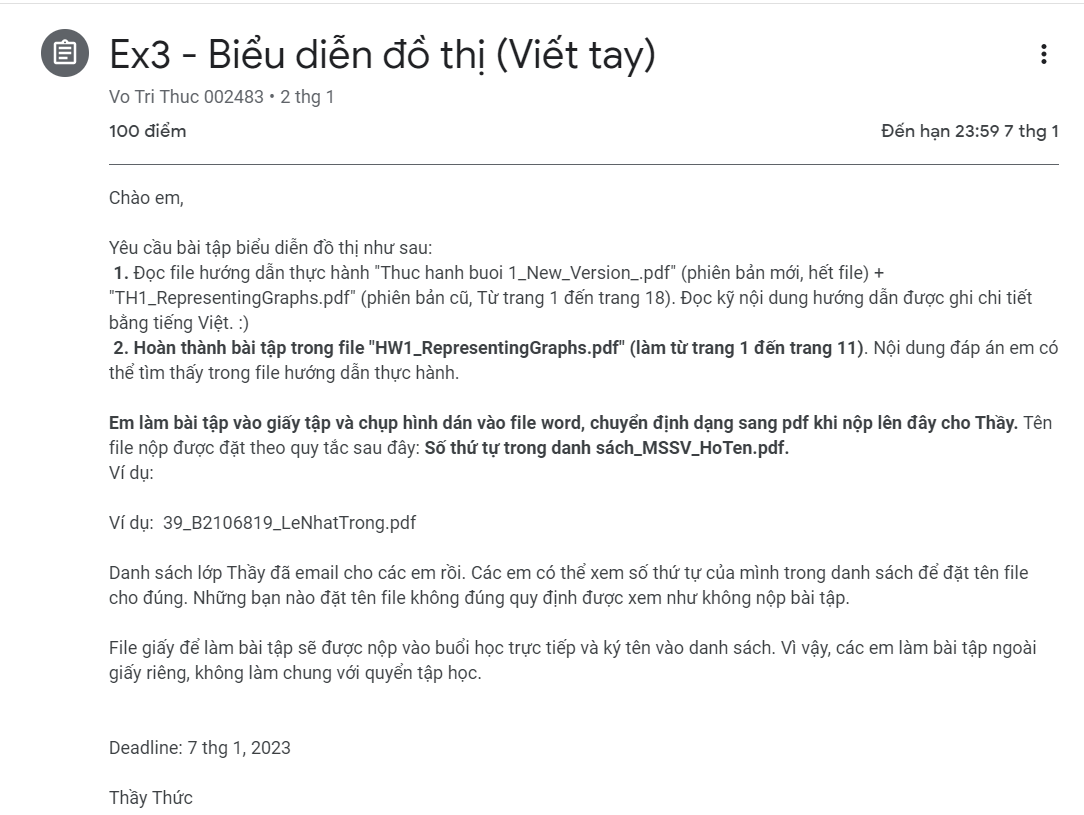 Ex3 - Biểu diễn đồ thị (Viết tay)
Vo Tri Thuc 002483 • 2 thg 1
100 điểm
Đến hạn 23:59 7 thg 1
Chào em,
Yêu cầu bài tập biểu diễn đồ thị như sau:
1. Đọc file hướng dẫn thực hành "Thuc hanh buoi 1_New_Version_.pdf" (phiên bản mới, hết file) +
"TH1_RepresentingGraphs.pdf" (phiên bản cũ, Từ trang 1 đến trang 18). Đọc kỹ nội dung hướng dẫn được ghi chi tiết
bằng tiếng Việt. :)
2. Hoàn thành bài tập trong file "HW1_RepresentingGraphs.pdf" (làm từ trang 1 đến trang 11). Nội dung đáp án em có
thể tìm thấy trong file hướng dẫn thực hành.
Em làm bài tập vào giấy tập và chụp hình dán vào file word, chuyển định dạng sang pdf khi nộp lên đây cho Thầy. Tên
file nộp được đặt theo quy tắc sau đây: Số thứ tự trong danh sách_MSSV_HoTen.pdf.
Ví dụ:
Ví dụ: 39_B2106819_LeNhatTrong.pdf
Danh sách lớp Thầy đã email cho các em rồi. Các em có thể xem số thứ tự của mình trong danh sách để đặt tên file
cho đúng. Những bạn nào đặt tên file không đúng quy định được xem như không nộp bài tập.
File giấy để làm bài tập sẽ được nộp vào buổi học trực tiếp và ký tên vào danh sách. Vì vậy, các em làm bài tập ngoài
giấy riêng, không làm chung với quyển tập học.
Deadline: 7 thg 1, 2023
Thầy Thức